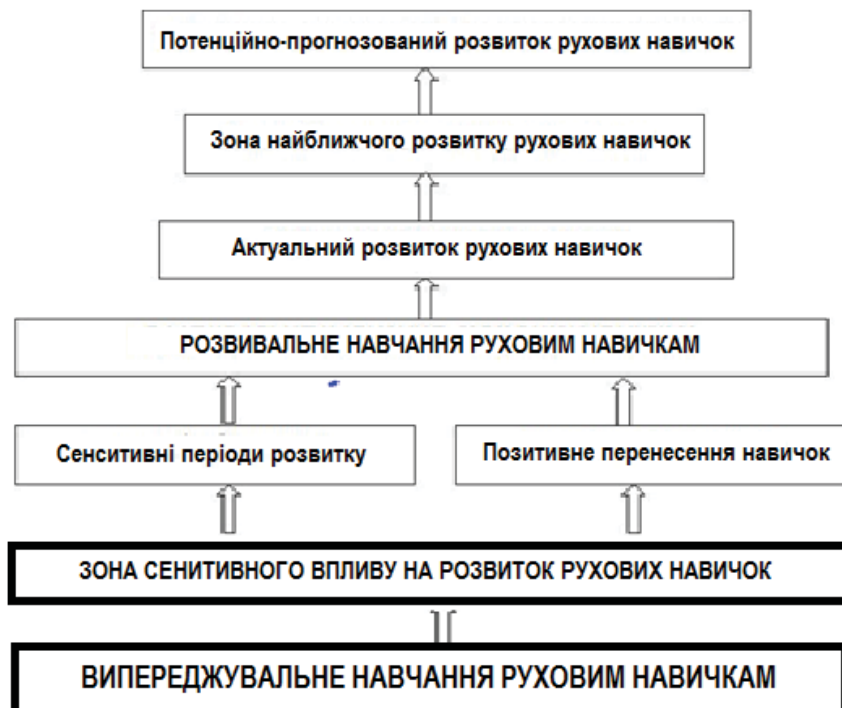 Потенційно-прогнозований розвиток рухових навичок
Зона найближчого розвитку рухових навичок
Актуальний розвиток рухових навичок
РОЗВИВАЛЬНЕ НАВЧАННЯ РУХОВИМ НАВИЧКАМ
Сенситивні періоди розвитку
Позитивне перенесення навичок
ЗОНА СЕНИТИВНОГО ВПЛИВУ НА РОЗВИТОК РУХОВИХ НАВИЧОК
ВИПЕРЕДЖУВАЛЬНЕ НАВЧАННЯ РУХОВИМ НАВИЧКАМ